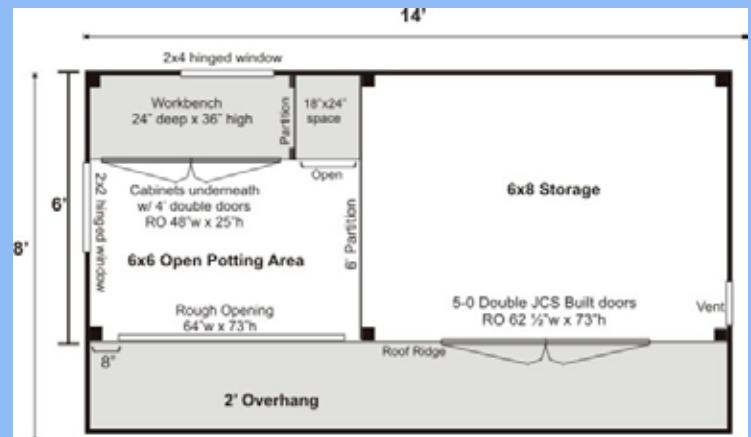 14'
2x4 hinged window
Workbench
24" deep x 36" high
Partition
18"x24"
space
Open
Cabinets underneath
w/ 4' double doors
RO 48"w x 25"h
2x2 hinged window
6'
8'
6x6 Open Potting Area
6' Partition
6x8 Storage
Rough Opening
64"w x 73"h
8"
5-0 Double JCS Built doors
RO 62 ½"w x 73"h
Vent
Roof Ridge
2' Overhang